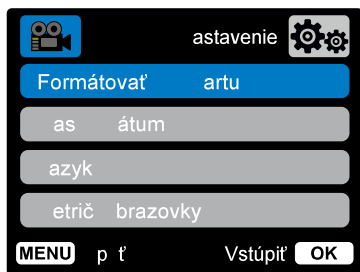 astavenie
Formátovať artu
as átum
azyk
etrič brazovky
MENU p ť Vstúpiť OK